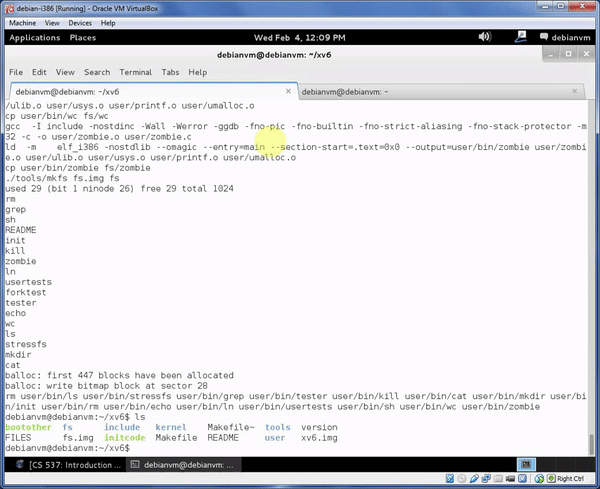 debian-i386 [Running] - Oracle VM VirtualBox
Machine View Devices Help
Applications Places Wed Feb 4, 12:09 PM debianvm
debianvm@debianvm: ~/xv6
File Edit View Search Terminal Tabs Help
debianvm@debianvm: ~/xv6 debianvm@debianvm: ~
/ulib.o user/usys.o user/printf.o user/umalloc.o
cp user/bin/wc fs/wc
gcc -I include -nostdinc -Wall -Werror -ggdb -fno-pic -fno-builtin -fno-strict-aliasing -fno-stack-protector -m
32 -c -o user/zombie.o user/zombie.c
ld -m elf_i386 -nostdlib --omagic --entry=main --section-start=.text=0x0 --output=user/bin/zombie user/zombi
e.o user/ulib.o user/usys.o user/printf.o user/umalloc.o
cp user/bin/zombie fs/zombie
./tools/mkfs fs.img fs
used 29 (bit 1 ninode 26) free 29 total 1024
rm
grep
sh
README
init
kill
zombie
ln
usertests
forktest
tester
echo
wc
ls
stressfs
mkdir
cat
balloc: first 447 blocks have been allocated
balloc: write bitmap block at sector 28
rm user/bin/ls user/bin/stressfs user/bin/grep user/bin/tester user/bin/kill user/bin/cat user/bin/mkdir user/bi
n/init user/bin/rm user/bin/echo user/bin/ln user/bin/usertests user/bin/sh user/bin/wc user/bin/zombie
debianvm@debianvm:~/xv6$ ls
bootother fs include kernel Makefile~ tools version
FILES fs.img initcode Makefile README user xv6.img
debianvm@debianvm:~/xv6$
[CS 537: Introduction ... debianvm@debianvm: ~...
Right Ctrl